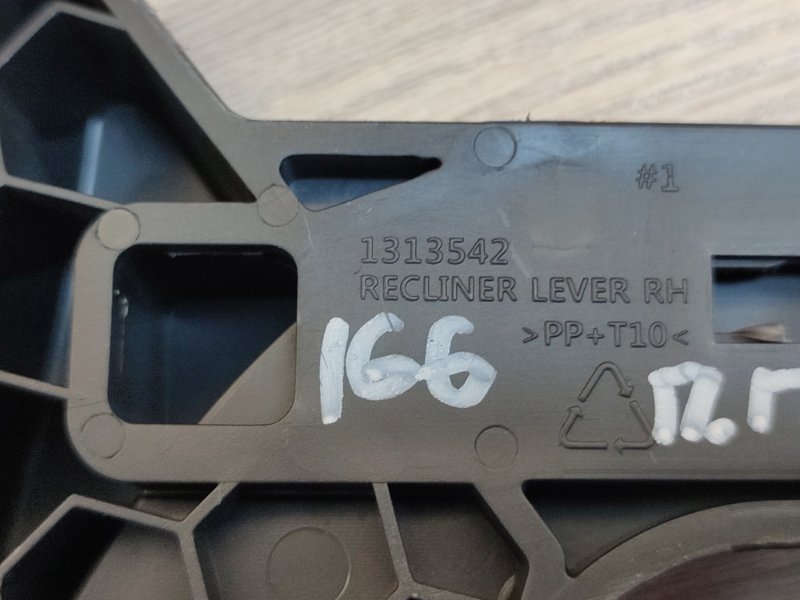 #1
1313542
RECLINER LEVER RH
>PP+T10<
166
П.П